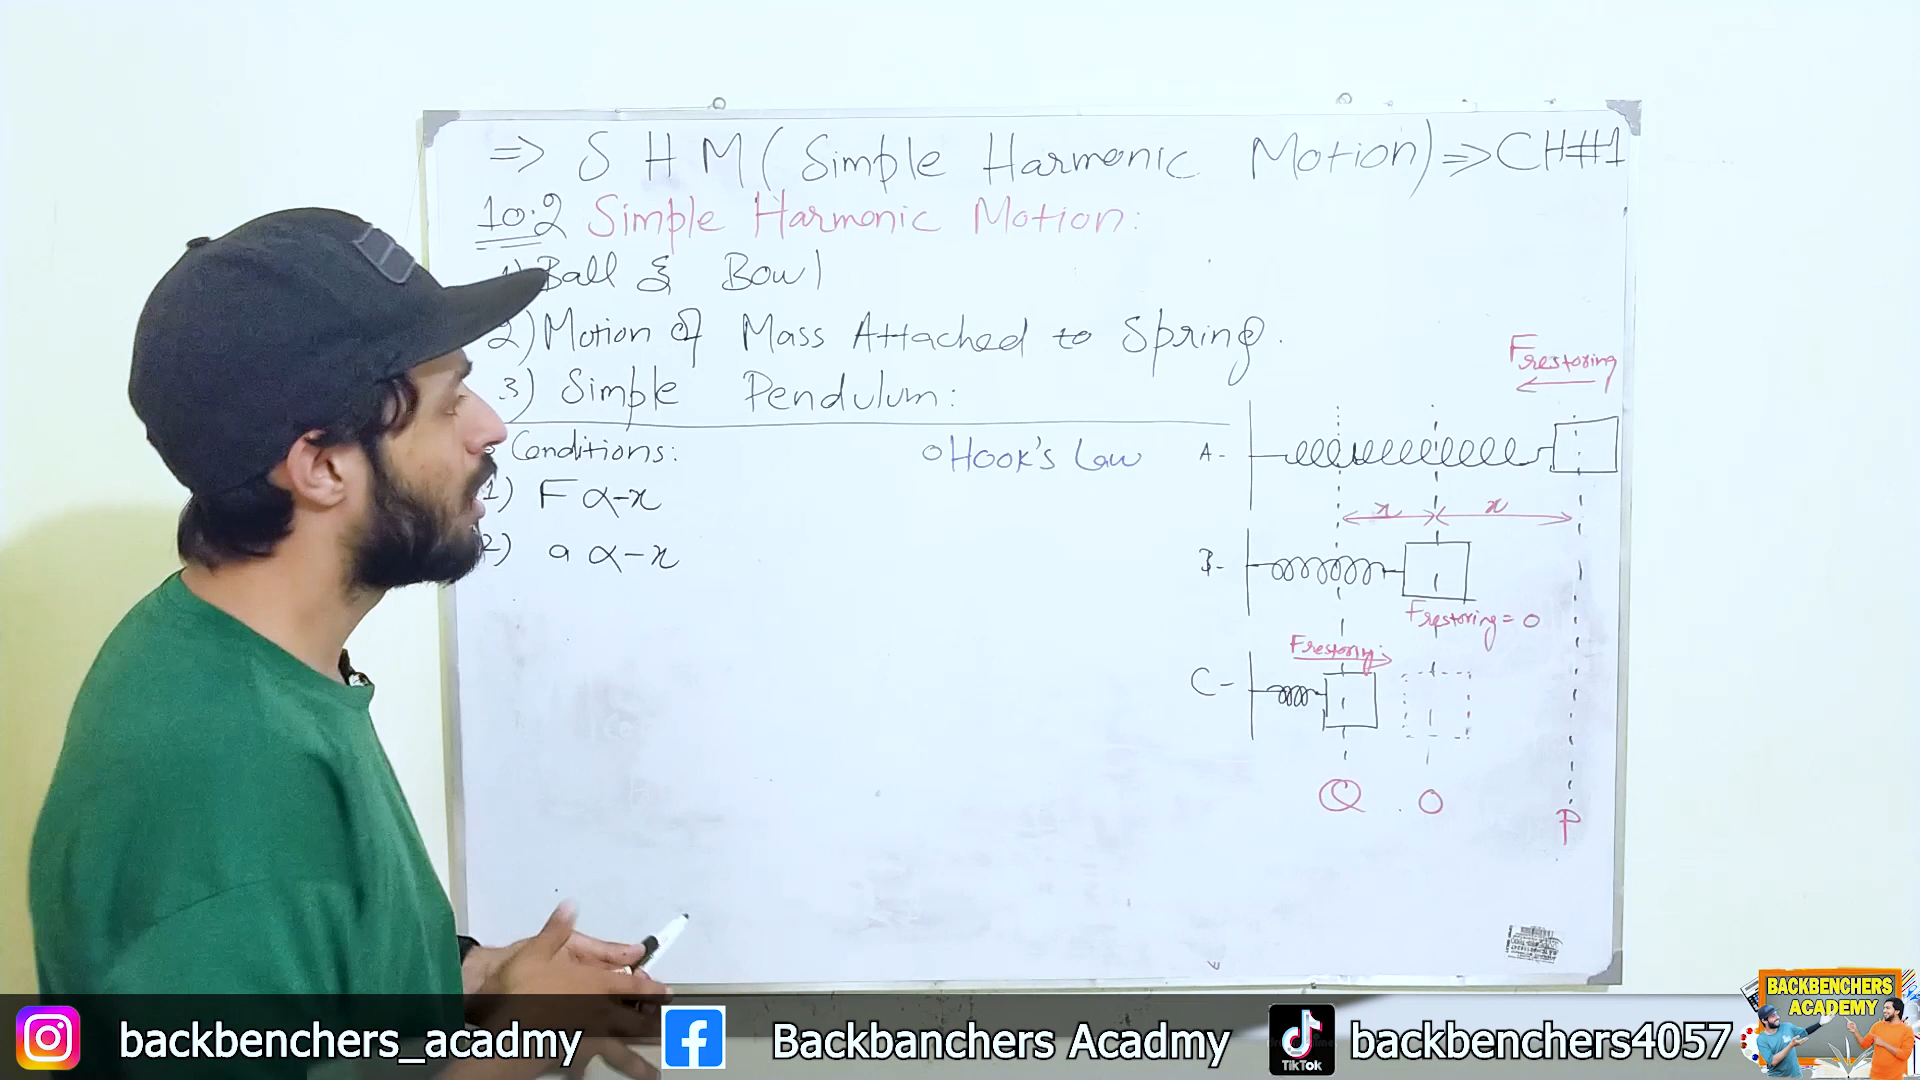 => SHM (Simple Harmonic Motion) => CH#1
10.2 Simple Harmonic Motion:
1) Ball & Bowl
2) Motion of Mass Attached to Spring.
3) Simple Pendulum:
Conditions:
1) F α -x
2) a α -x
o Hook's Law
Frestoring
A-
x x
B-
Frestoring = 0
Frestoring
C-
Q O P
backbenchers_acadmy
Backbanchers Acadmy
TikTok
backbenchers4057
BACKBENCHERS
ACADEMY